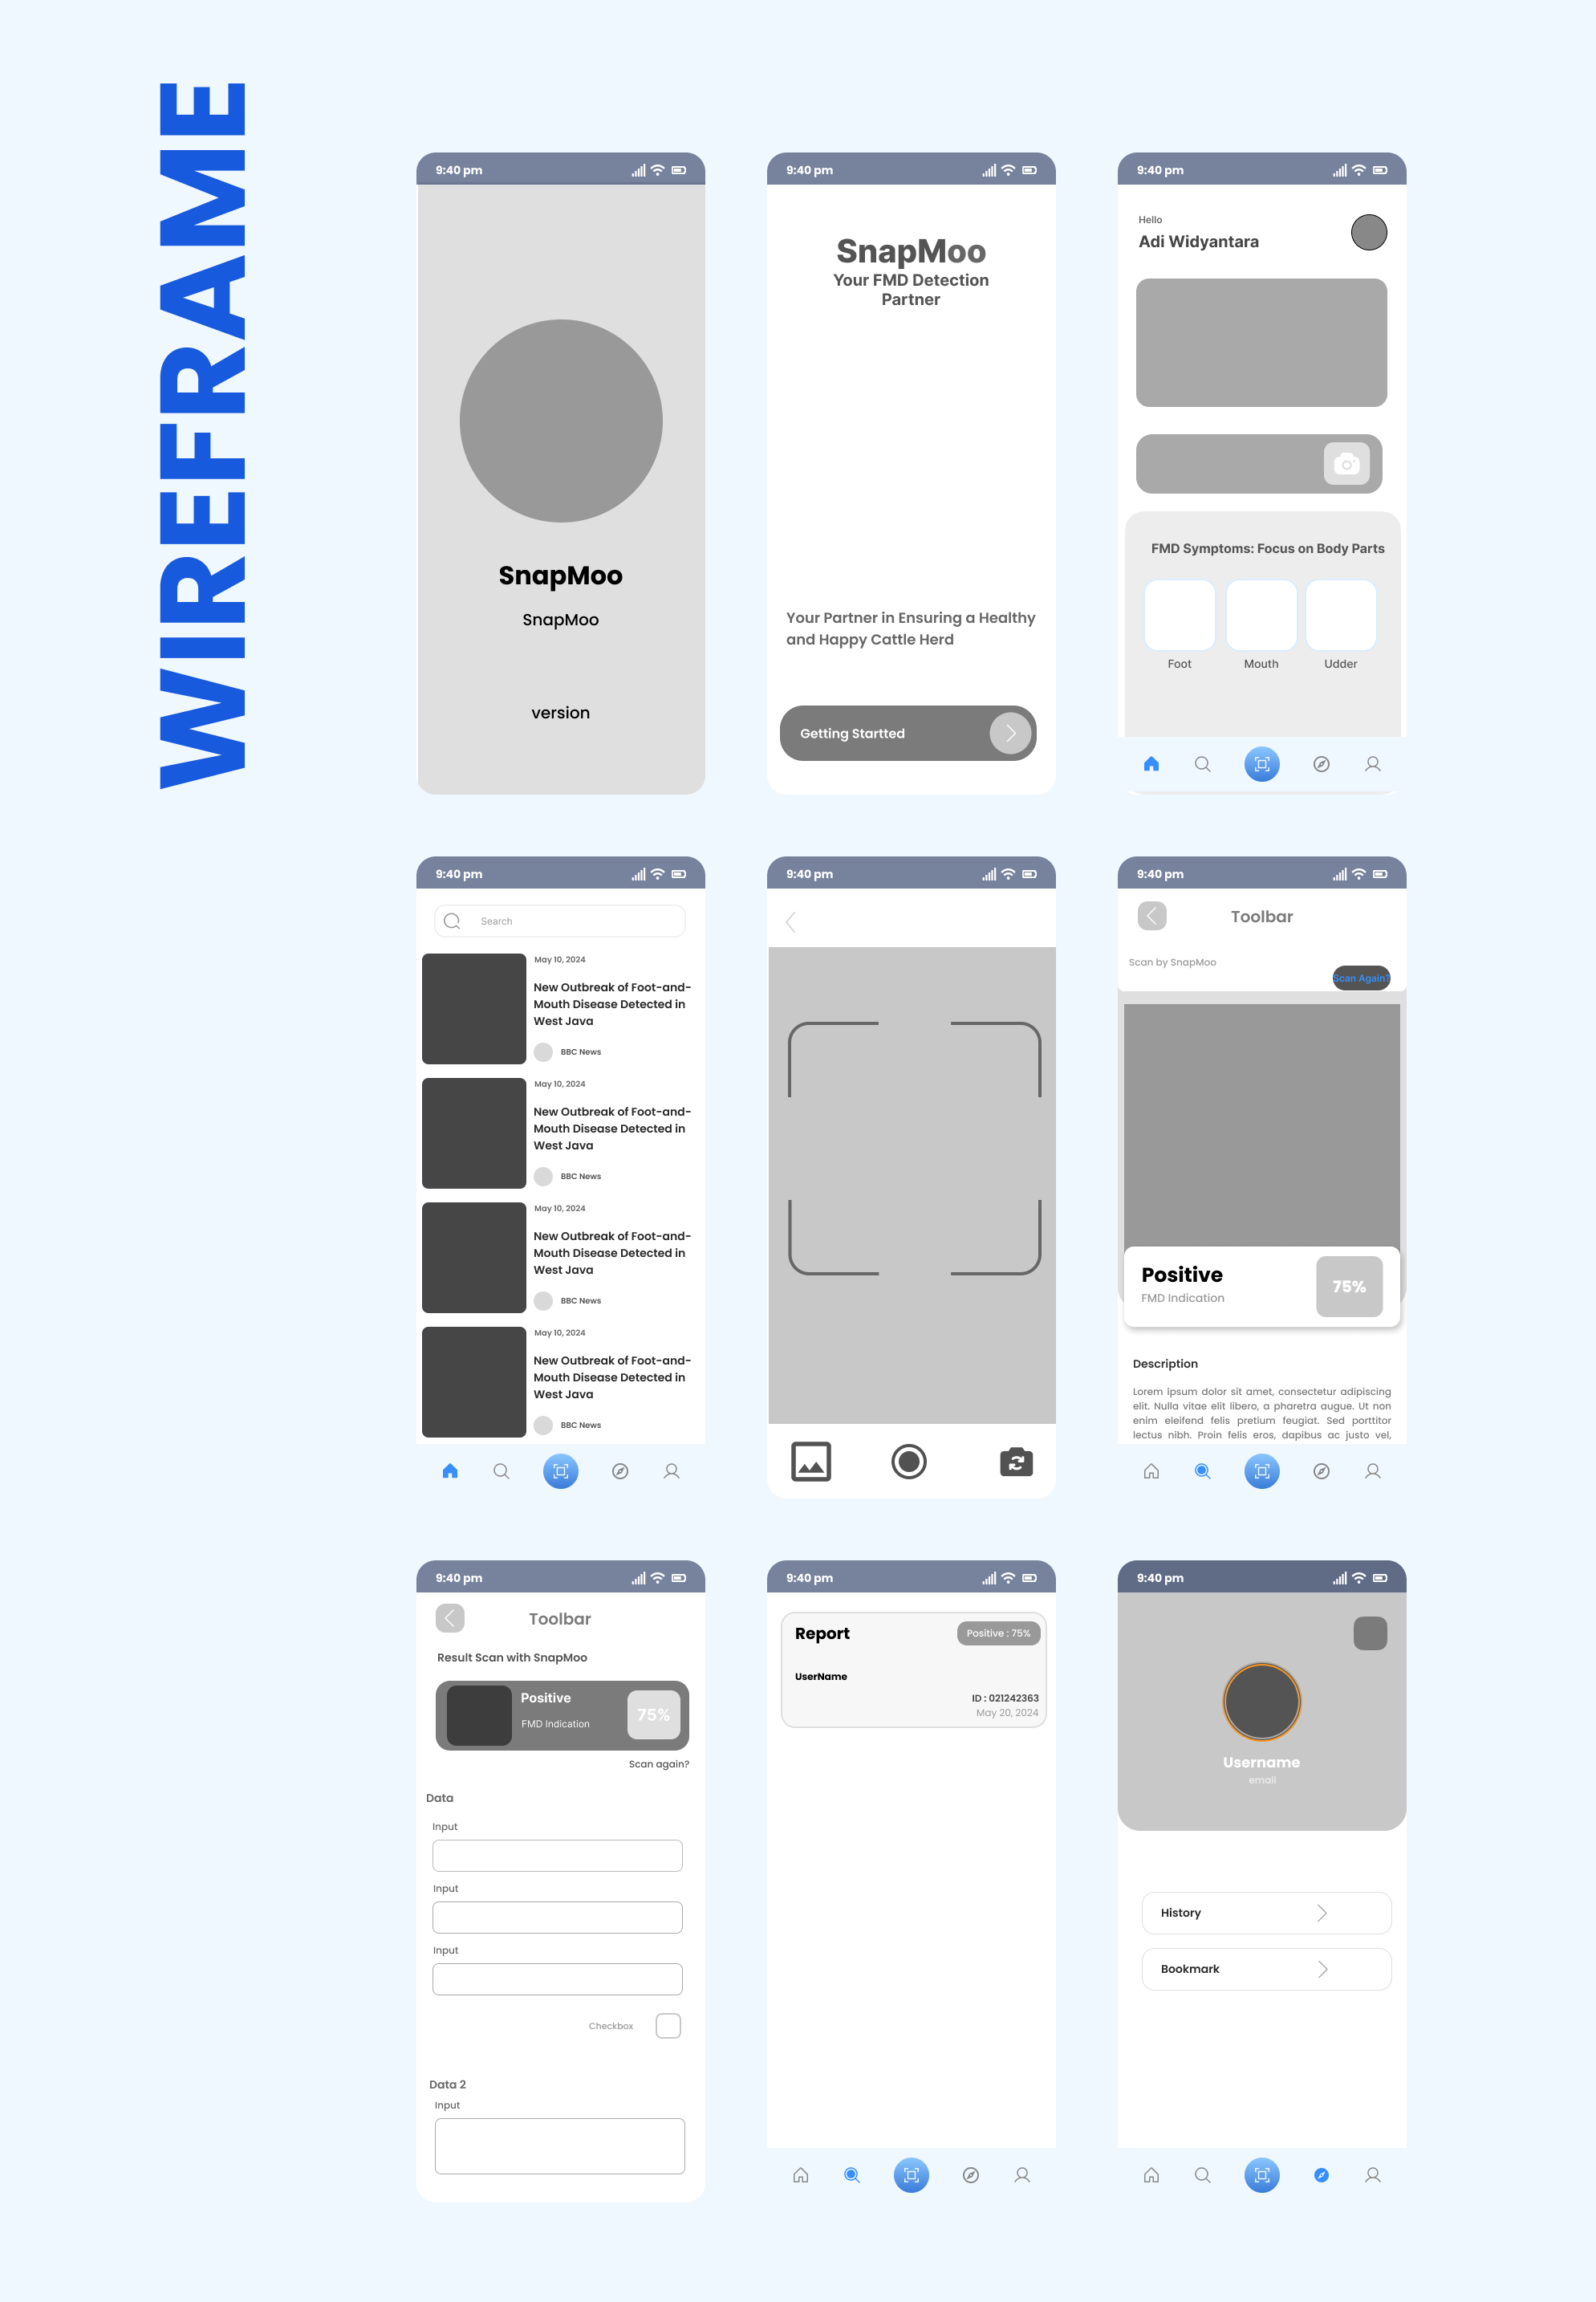 WIREFRAME
9:40 pm
SnapMoo
SnapMoo
version
9:40 pm
SnapMoo
Your FMD Detection
Partner
Your Partner in Ensuring a Healthy
and Happy Cattle Herd
Getting Startted
9:40 pm
Hello
Adi Widyantara
FMD Symptoms: Focus on Body Parts
Foot
Mouth
Udder
9:40 pm
Search
May 10, 2024
New Outbreak of Foot-and-
Mouth Disease Detected in
West Java
BBC News
May 10, 2024
New Outbreak of Foot-and-
Mouth Disease Detected in
West Java
BBC News
May 10, 2024
New Outbreak of Foot-and-
Mouth Disease Detected in
West Java
BBC News
May 10, 2024
New Outbreak of Foot-and-
Mouth Disease Detected in
West Java
BBC News
9:40 pm
9:40 pm
Toolbar
Scan by SnapMoo
Scan Again?
Positive
FMD Indication
75%
Description
Lorem ipsum dolor sit amet, consectetur adipiscing
elit. Nulla vitae elit libero, a pharetra augue. Ut non
enim eleifend felis pretium feugiat. Sed porttitor
lectus nibh. Proin felis eros, dapibus ac justo vel,
9:40 pm
Toolbar
Result Scan with SnapMoo
Positive
FMD Indication
75%
Scan again?
Data
Input
Input
Input
Checkbox
Data 2
Input
9:40 pm
Report
Positive : 75%
UserName
ID : 021242363
May 20, 2024
9:40 pm
Username
email
History
Bookmark